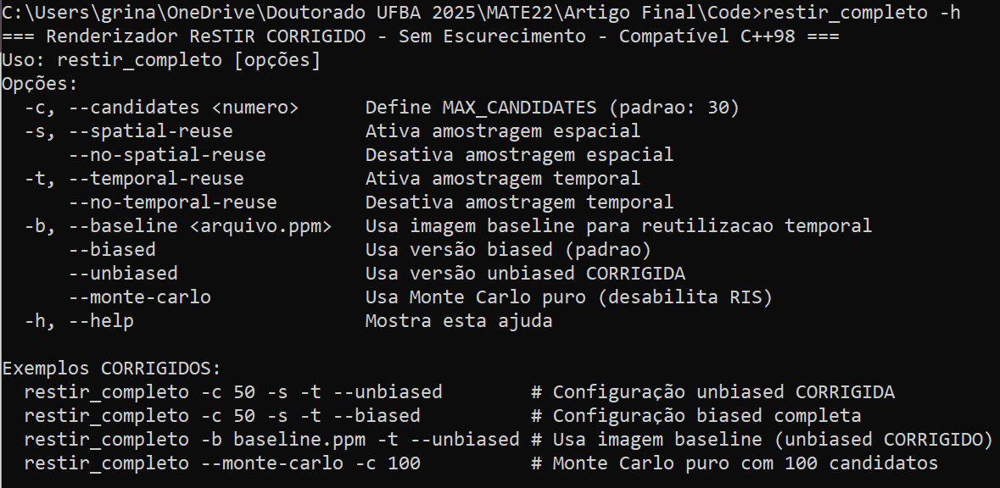 C:\Users\grina\OneDrive\Doutorado UFBA 2025\MATE22\Artigo Final\Code>restir_completo -h
=== Renderizador ReSTIR CORRIGIDO - Sem Escurecimento - Compatível C++98 ===
Uso: restir_completo [opções]
Opções:
  -c, --candidates <numero>      Define MAX_CANDIDATES (padrao: 30)
  -s, --spatial-reuse            Ativa amostragem espacial
      --no-spatial-reuse         Desativa amostragem espacial
  -t, --temporal-reuse           Ativa amostragem temporal
      --no-temporal-reuse        Desativa amostragem temporal
  -b, --baseline <arquivo.ppm>   Usa imagem baseline para reutilizacao temporal
      --biased                   Usa versão biased (padrao)
      --unbiased                 Usa versão unbiased CORRIGIDA
      --monte-carlo              Usa Monte Carlo puro (desabilita RIS)
  -h, --help                     Mostra esta ajuda

Exemplos CORRIGIDOS:
  restir_completo -c 50 -s -t --unbiased        # Configuração unbiased CORRIGIDA
  restir_completo -c 50 -s -t --biased          # Configuração biased completa
  restir_completo -b baseline.ppm -t --unbiased # Usa imagem baseline (unbiased CORRIGIDO)
  restir_completo --monte-carlo -c 100          # Monte Carlo puro com 100 candidatos